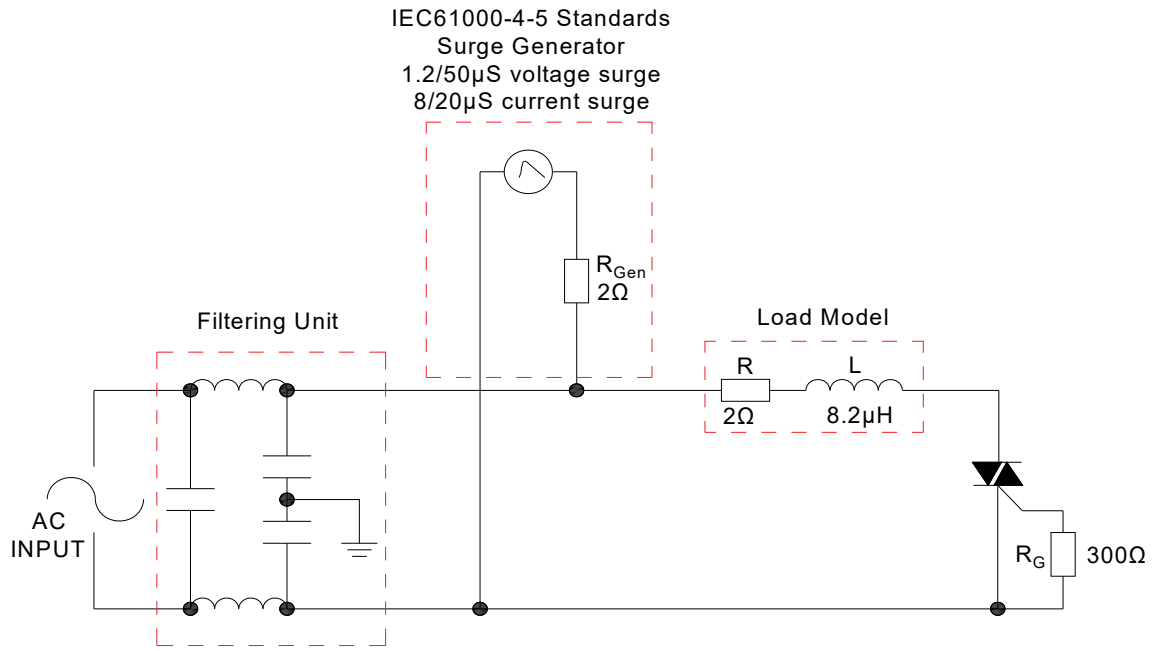 IEC61000-4-5 Standards
Surge Generator
1.2/50µS voltage surge
8/20µS current surge
RGen
2Ω
Filtering Unit
Load Model
R
L
2Ω
8.2µH
AC
INPUT
RG
300Ω